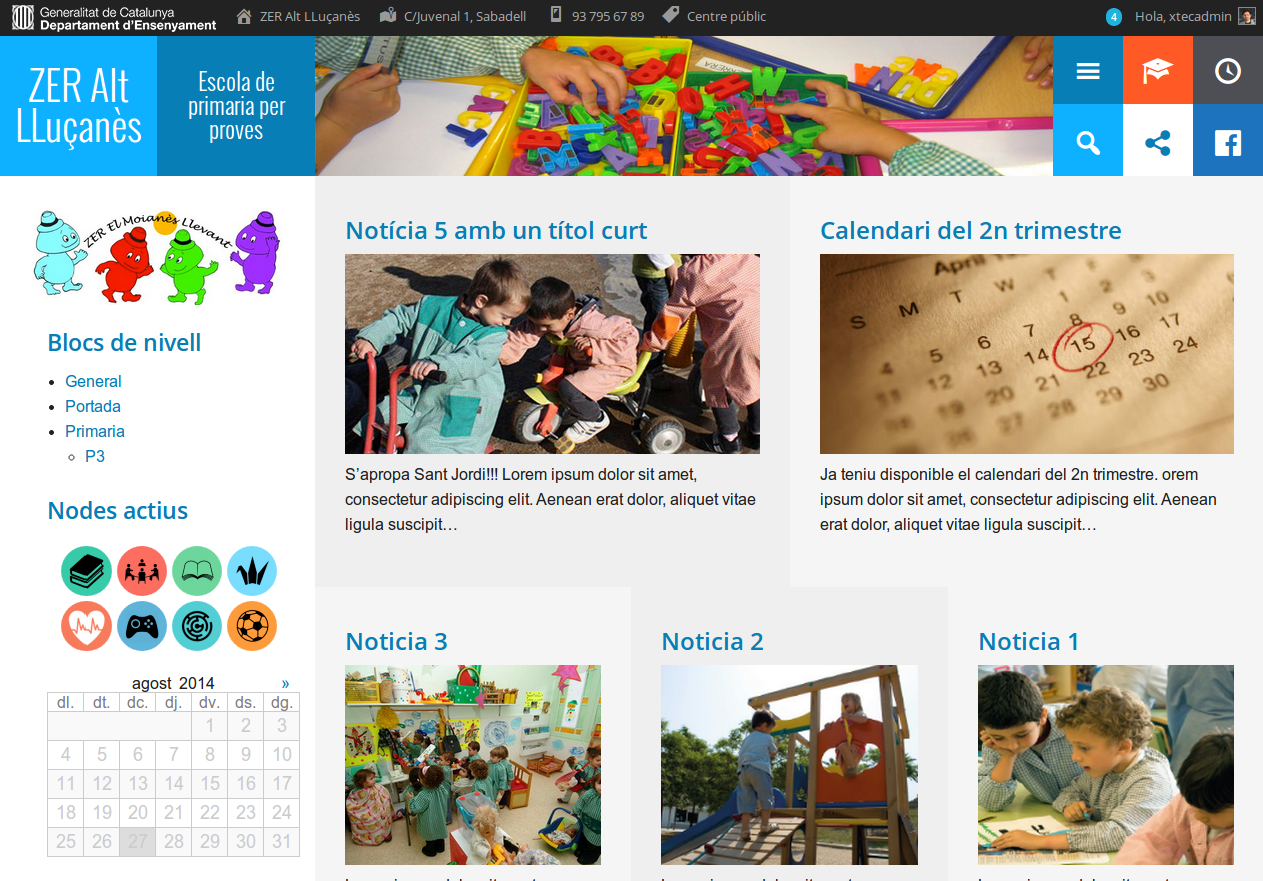 Generalitat de Catalunya
Departament d'Ensenyament
ZER Alt LLuçanès
C/Juvenal 1, Sabadell
93 795 67 89
Centre públic
4
Hola, xtecadmin
ZER Alt
LLuçanès
Escola de
primaria per
proves
ZER El Moianès Llevant
Blocs de nivell
General
Portada
Primaria
P3
Nodes actius
agost 2014 »
dl. dt. dc. dj. dv. ds. dg.
1 2 3
4 5 6 7 8 9 10
11 12 13 14 15 16 17
18 19 20 21 22 23 24
25 26 27 28 29 30 31
Notícia 5 amb un títol curt
S’apropa Sant Jordi!!! Lorem ipsum dolor sit amet,
consectetur adipiscing elit. Aenean erat dolor, aliquet vitae
ligula suscipit…
Calendari del 2n trimestre
April
S M T W T F S
1 2 3
4 5 6 7 8 9 10
11 12 13 14 15 16 17
18 19 20 21 22 23 24
26 27 28 29 30
Ja teniu disponible el calendari del 2n trimestre. orem
ipsum dolor sit amet, consectetur adipiscing elit. Aenean
erat dolor, aliquet vitae ligula suscipit…
Noticia 3
Noticia 2
Noticia 1